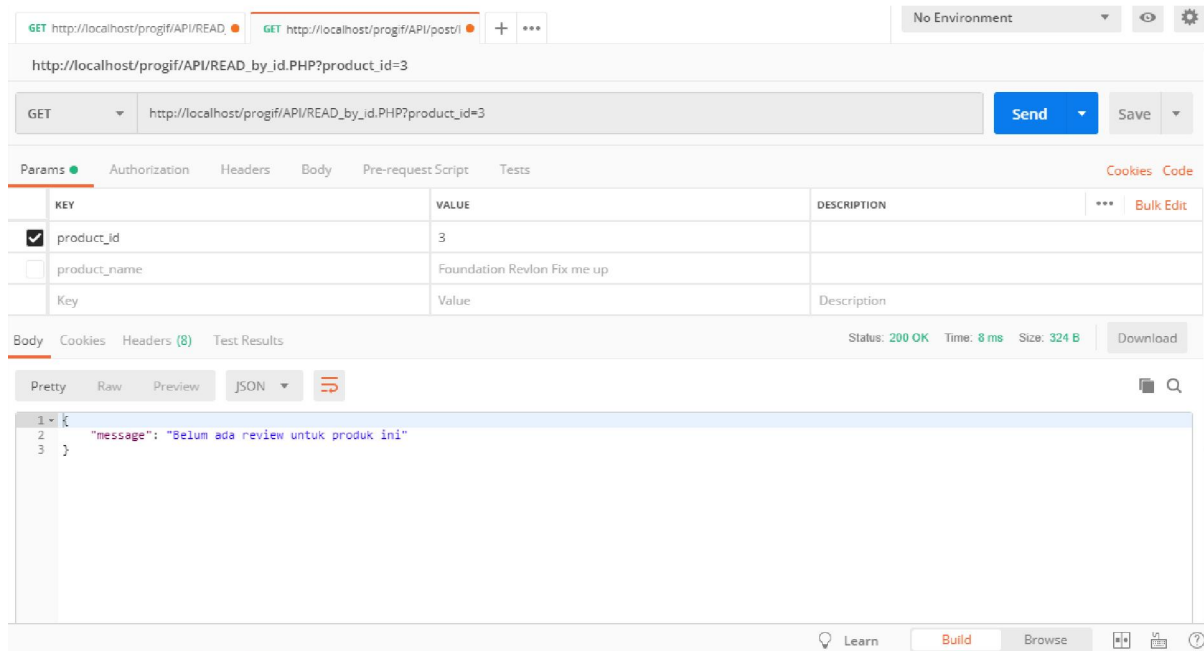 GET http://localhost/progif/API/READ_ GET http://localhost/progif/API/post/l + ••• No Environment
http://localhost/progif/API/READ_by_id.PHP?product_id=3
GET http://localhost/progif/API/READ_by_id.PHP?product_id=3 Send Save
Params Authorization Headers Body Pre-request Script Tests Cookies Code
KEY VALUE DESCRIPTION ••• Bulk Edit
product_id 3
product_name Foundation Revlon Fix me up
Key Value Description
Body Cookies Headers (8) Test Results Status: 200 OK Time: 8 ms Size: 324 B Download
Pretty Raw Preview JSON
1 {
2 "message": "Belum ada review untuk produk ini"
3 }
Learn Build Browse ?